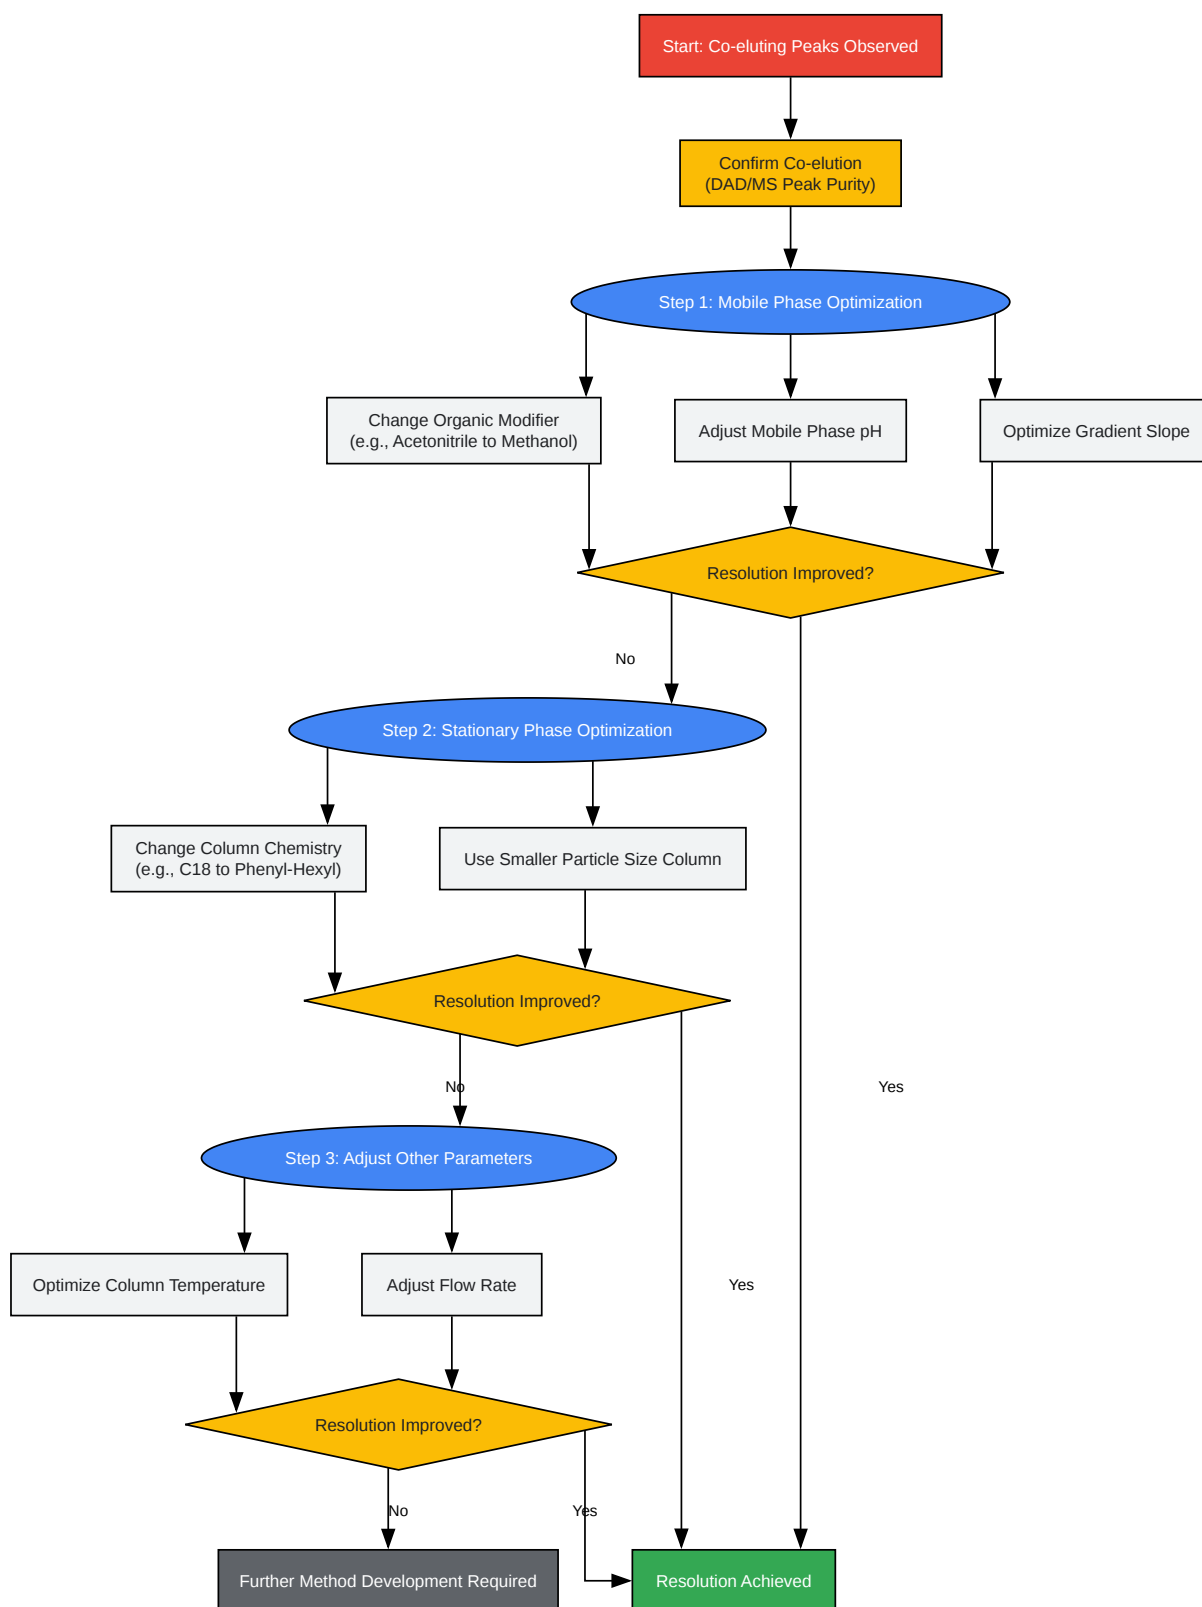 Start: Co-eluting Peaks Observed
Confirm Co-elution
(DAD/MS Peak Purity)
Step 1: Mobile Phase Optimization
Change Organic Modifier
(e.g., Acetonitrile to Methanol)
Adjust Mobile Phase pH
Optimize Gradient Slope
Resolution Improved?
No
Step 2: Stationary Phase Optimization
Change Column Chemistry
(e.g., C18 to Phenyl-Hexyl)
Use Smaller Particle Size Column
Resolution Improved?
No
Yes
Step 3: Adjust Other Parameters
Optimize Column Temperature
Adjust Flow Rate
Yes
Resolution Improved?
No
Yes
Further Method Development Required
Resolution Achieved